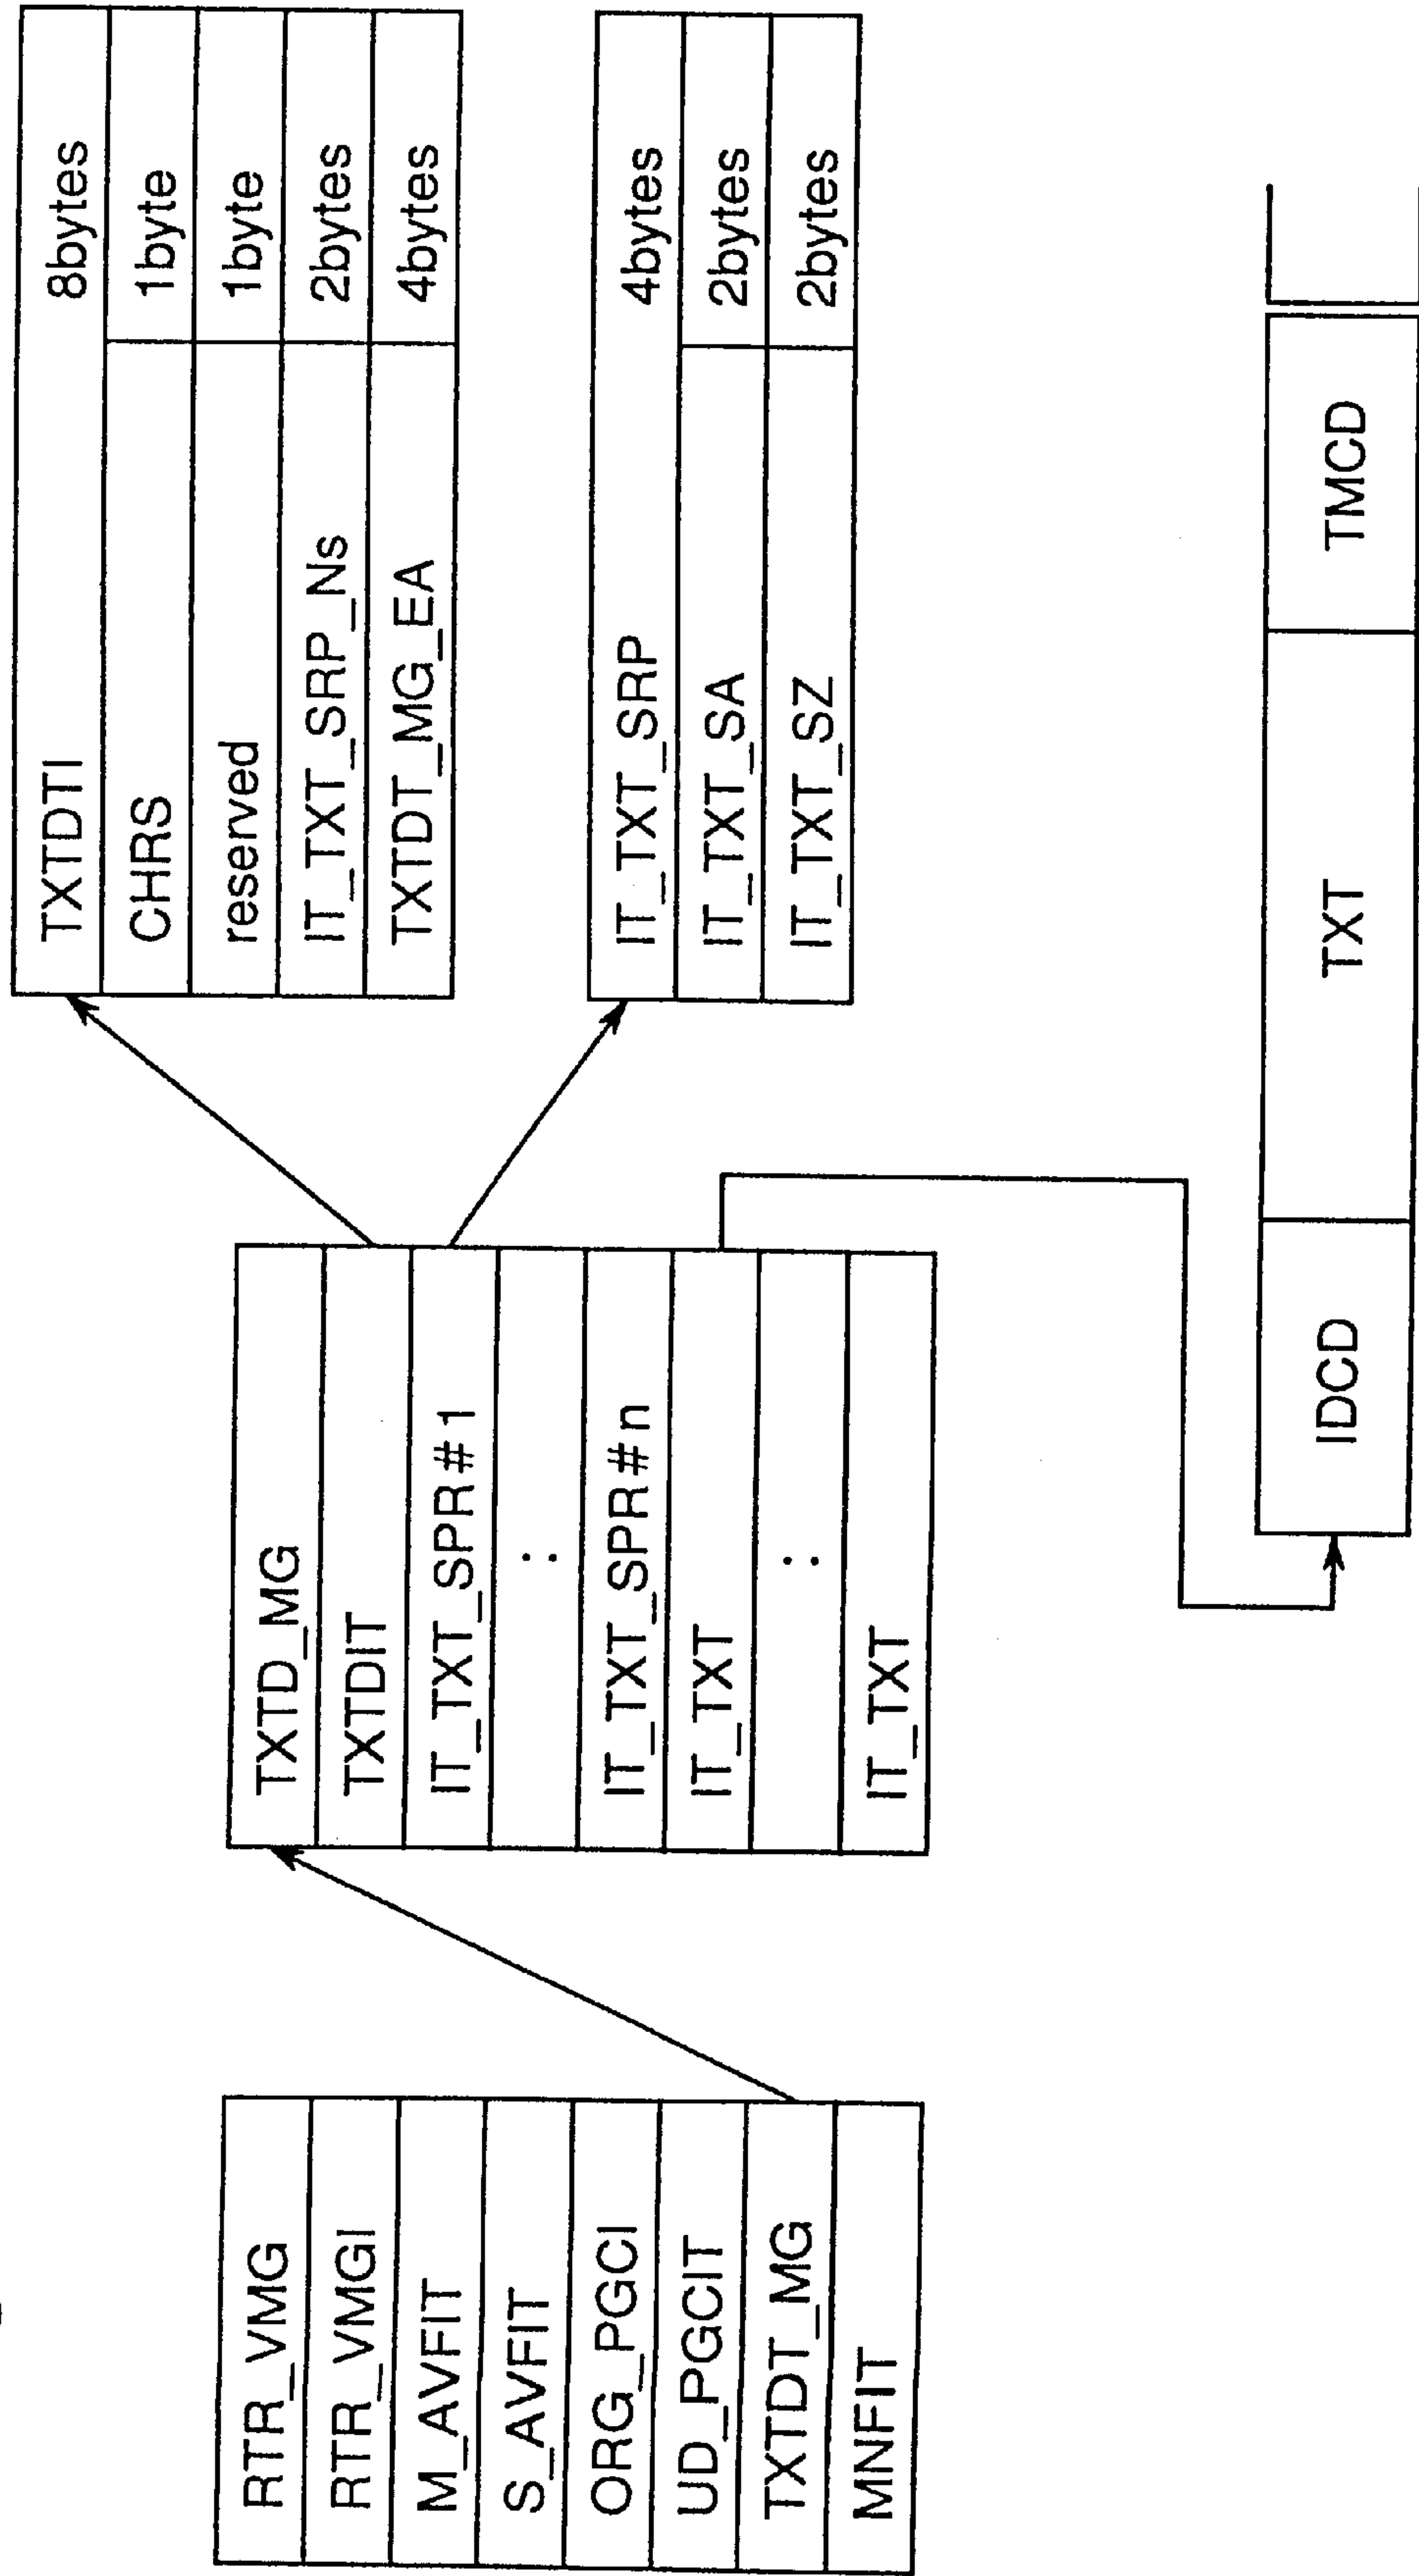 RTR_VMG
RTR_VMGI
M_AVFIT
S_AVFIT
ORG_PGCI
UD_PGCIT
TXTDT_MG
MNFIT
TXTD_MG
TXTDIT
IT_TXT_SPR#1
:
IT_TXT_SPR#n
IT_TXT
:
IT_TXT
TXTDTI 8bytes
CHRS 1byte
reserved 1byte
IT_TXT_SRP_Ns 2bytes
TXTDT_MG_EA 4bytes
IT_TXT_SRP 4bytes
IT_TXT_SA 2bytes
IT_TXT_SZ 2bytes
IDCD TXT TMCD